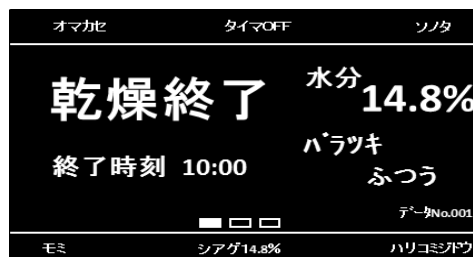 オマカセ タイマOFF ソノタ
乾燥終了
水分
14.8%
終了時刻 10:00
バラツキ
ふつう
データNo.001
モミ シアゲ14.8% ハリコミジドウ